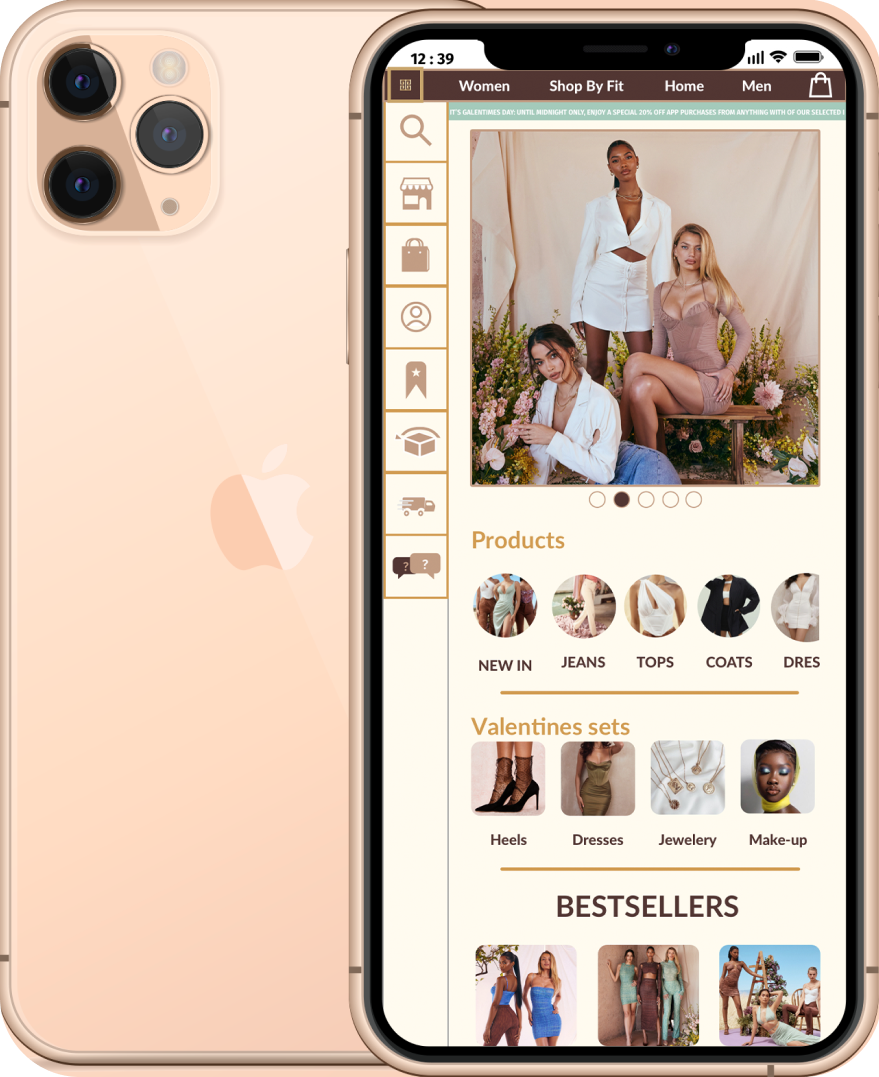 12 : 39
Women Shop By Fit Home Men
IT'S GALENTIMES DAY: UNTIL MIDNIGHT ONLY, ENJOY A SPECIAL 20% OFF APP PURCHASES FROM ANYTHING WITH OF OUR SELECTED !
? ?
Products
NEW IN JEANS TOPS COATS DRES
Valentines sets
Heels Dresses Jewelery Make-up
BESTSELLERS